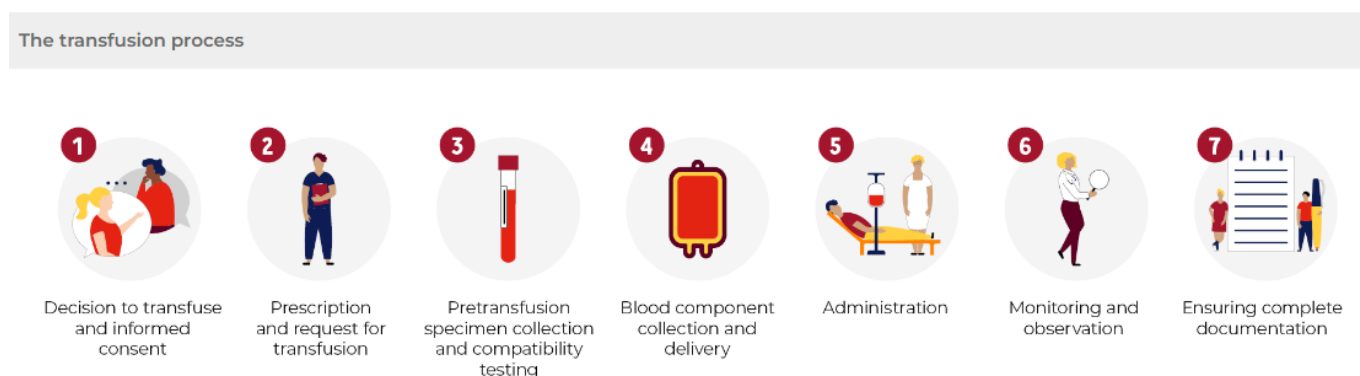 The transfusion process
1
Decision to transfuse
and informed
consent
2
Prescription
and request for
transfusion
3
Pretransfusion
specimen collection
and compatibility
testing
4
Blood component
collection and
delivery
5
Administration
6
Monitoring and
observation
7
Ensuring complete
documentation